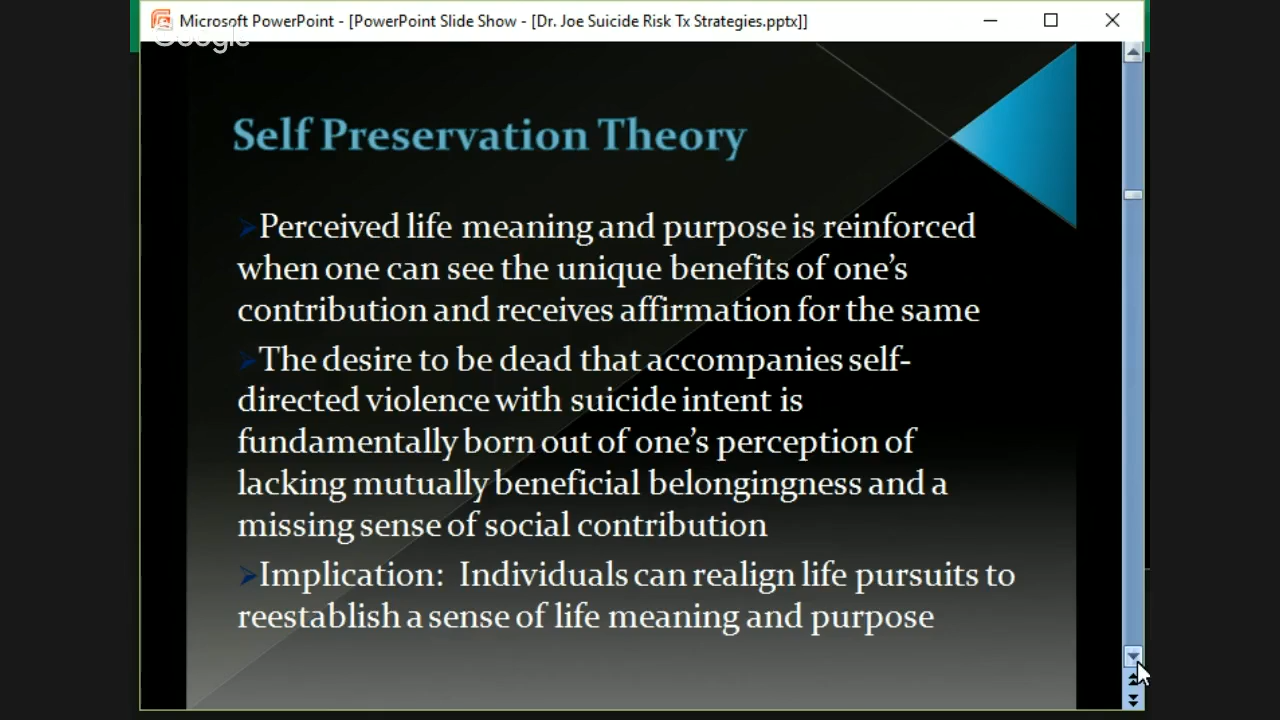 Microsoft PowerPoint - [PowerPoint Slide Show - [Dr. Joe Suicide Risk Tx Strategies.pptx]]
Google
Self Preservation Theory
➢Perceived life meaning and purpose is reinforced
when one can see the unique benefits of one’s
contribution and receives affirmation for the same
➢The desire to be dead that accompanies self-
directed violence with suicide intent is
fundamentally born out of one’s perception of
lacking mutually beneficial belongingness and a
missing sense of social contribution
➢Implication: Individuals can realign life pursuits to
reestablish a sense of life meaning and purpose